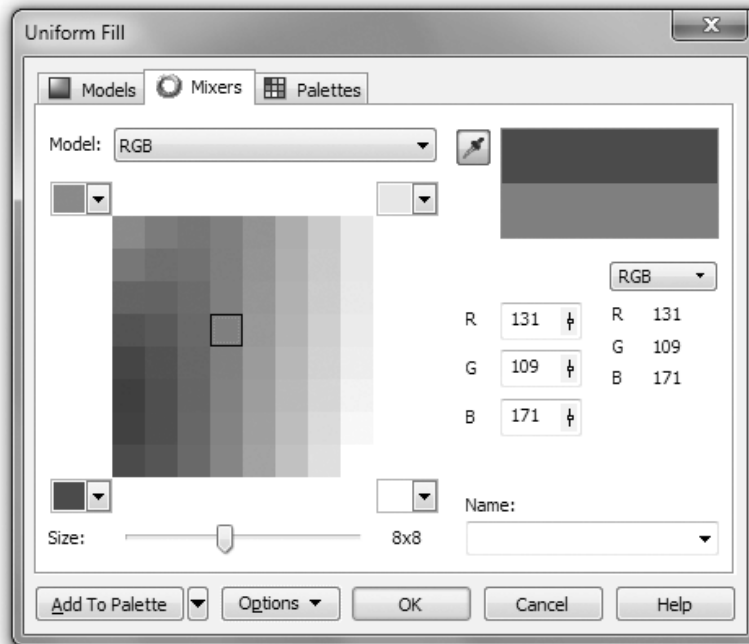 Uniform Fill
Models Mixers Palettes
Model: RGB
RGB
R 131 R 131
G 109 G 109
B 171 B 171
Name:
Size: 8x8
Add To Palette Options OK Cancel Help